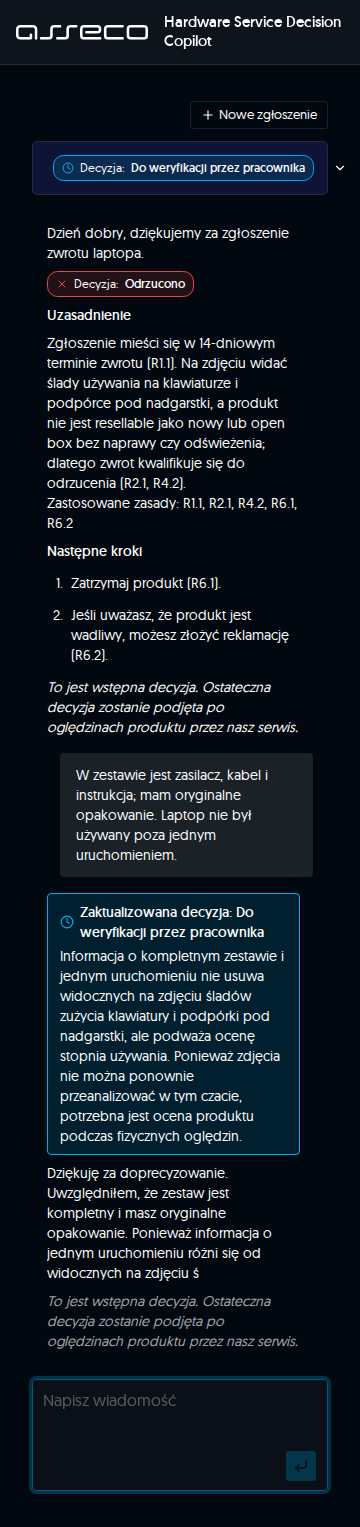 asseco
Hardware Service Decision
Copilot
Nowe zgłoszenie
Decyzja: Do weryfikacji przez pracownika
Dzień dobry, dziękujemy za zgłoszenie
zwrotu laptopa.
Decyzja: Odrzucono
Uzasadnienie
Zgłoszenie mieści się w 14-dniowym
terminie zwrotu (R1.1). Na zdjęciu widać
ślady używania na klawiaturze i
podpórce pod nadgarstki, a produkt
nie jest resellable jako nowy lub open
box bez naprawy czy odświeżenia;
dlatego zwrot kwalifikuje się do
odrzucenia (R2.1, R4.2).
Zastosowane zasady: R1.1, R2.1, R4.2, R6.1,
R6.2
Następne kroki
1. Zatrzymaj produkt (R6.1).
2. Jeśli uważasz, że produkt jest
wadliwy, możesz złożyć reklamację
(R6.2).
To jest wstępna decyzja. Ostateczna
decyzja zostanie podjęta po
oględzinach produktu przez nasz serwis.
W zestawie jest zasilacz, kabel i
instrukcja; mam oryginalne
opakowanie. Laptop nie był
używany poza jednym
uruchomieniem.
Zaktualizowana decyzja: Do
weryfikacji przez pracownika
Informacja o kompletnym zestawie i
jednym uruchomieniu nie usuwa
widocznych na zdjęciu śladów
zużycia klawiatury i podpórki pod
nadgarstki, ale podważa ocenę
stopnia używania. Ponieważ zdjęcia
nie można ponownie
przeanalizować w tym czacie,
potrzebna jest ocena produktu
podczas fizycznych oględzin.
Dziękuję za doprecyzowanie.
Uwzględniłem, że zestaw jest
kompletny i masz oryginalne
opakowanie. Ponieważ informacja o
jednym uruchomieniu różni się od
widocznych na zdjęciu ś
To jest wstępna decyzja. Ostateczna
decyzja zostanie podjęta po
oględzinach produktu przez nasz serwis.
Napisz wiadomość